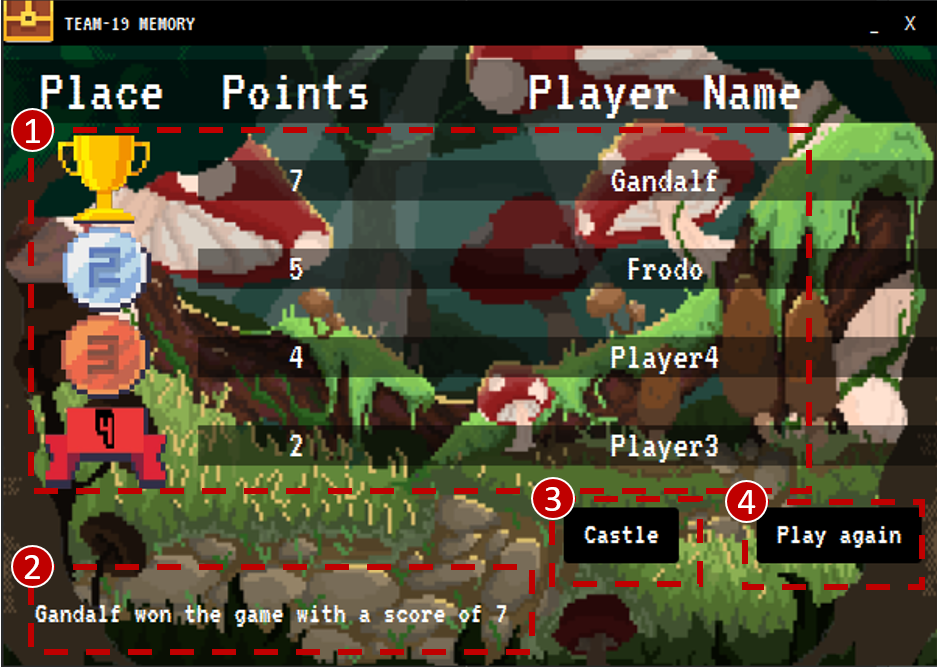 TEAM-19 MEMORY _ X
Place Points Player Name
1
7 Gandalf
2 5 Frodo
3 4 Player4
4 2 Player3
3 4
Castle Play again
2
Gandalf won the game with a score of 7